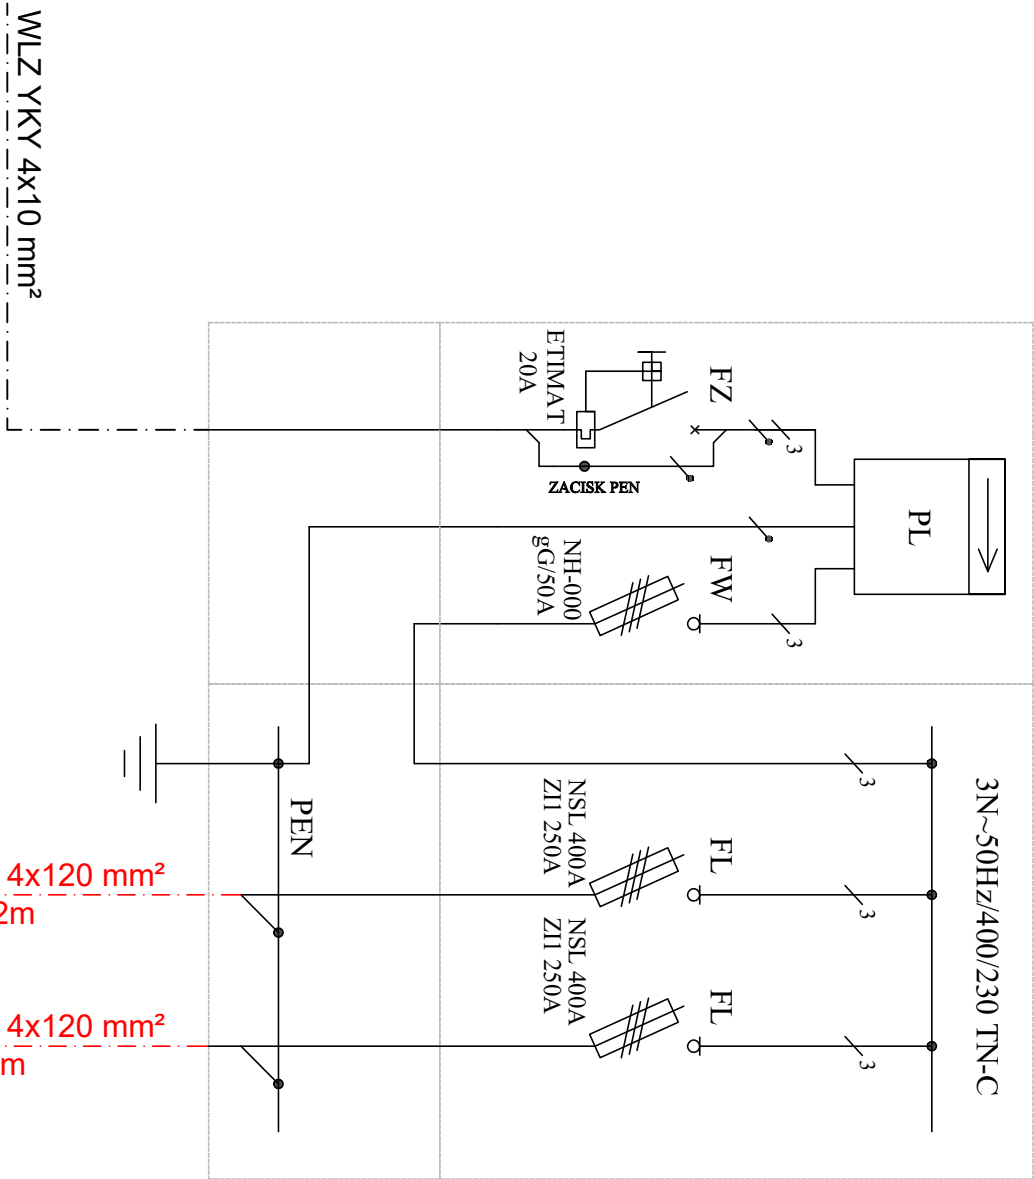 WLZ YKY 4x10 mm²
3N~50Hz/400/230 TN-C
PL
3
3
3
3
3
FZ
FW
FL
FL
ETIMAT
20A
ZACISK PEN
NH-000
gG/50A
NSL 400A
ZI1 250A
NSL 400A
ZI1 250A
PEN
4x120 mm²
2m
4x120 mm²
m